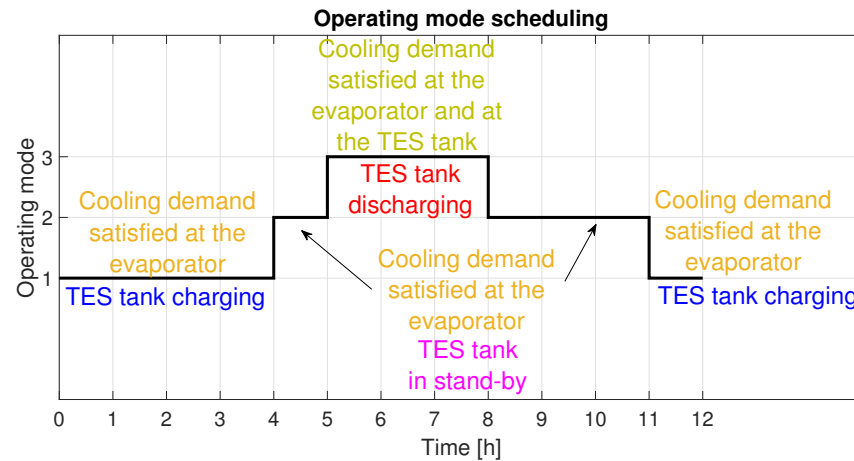 Operating mode scheduling
Cooling demand
satisfied at the
evaporator and at
the TES tank
TES tank
discharging
Cooling demand
satisfied at the
evaporator
TES tank charging
Cooling demand
satisfied at the
evaporator
TES tank
in stand-by
Cooling demand
satisfied at the
evaporator
TES tank charging
Operating mode
3
2
1
0 1 2 3 4 5 6 7 8 9 10 11 12
Time [h]